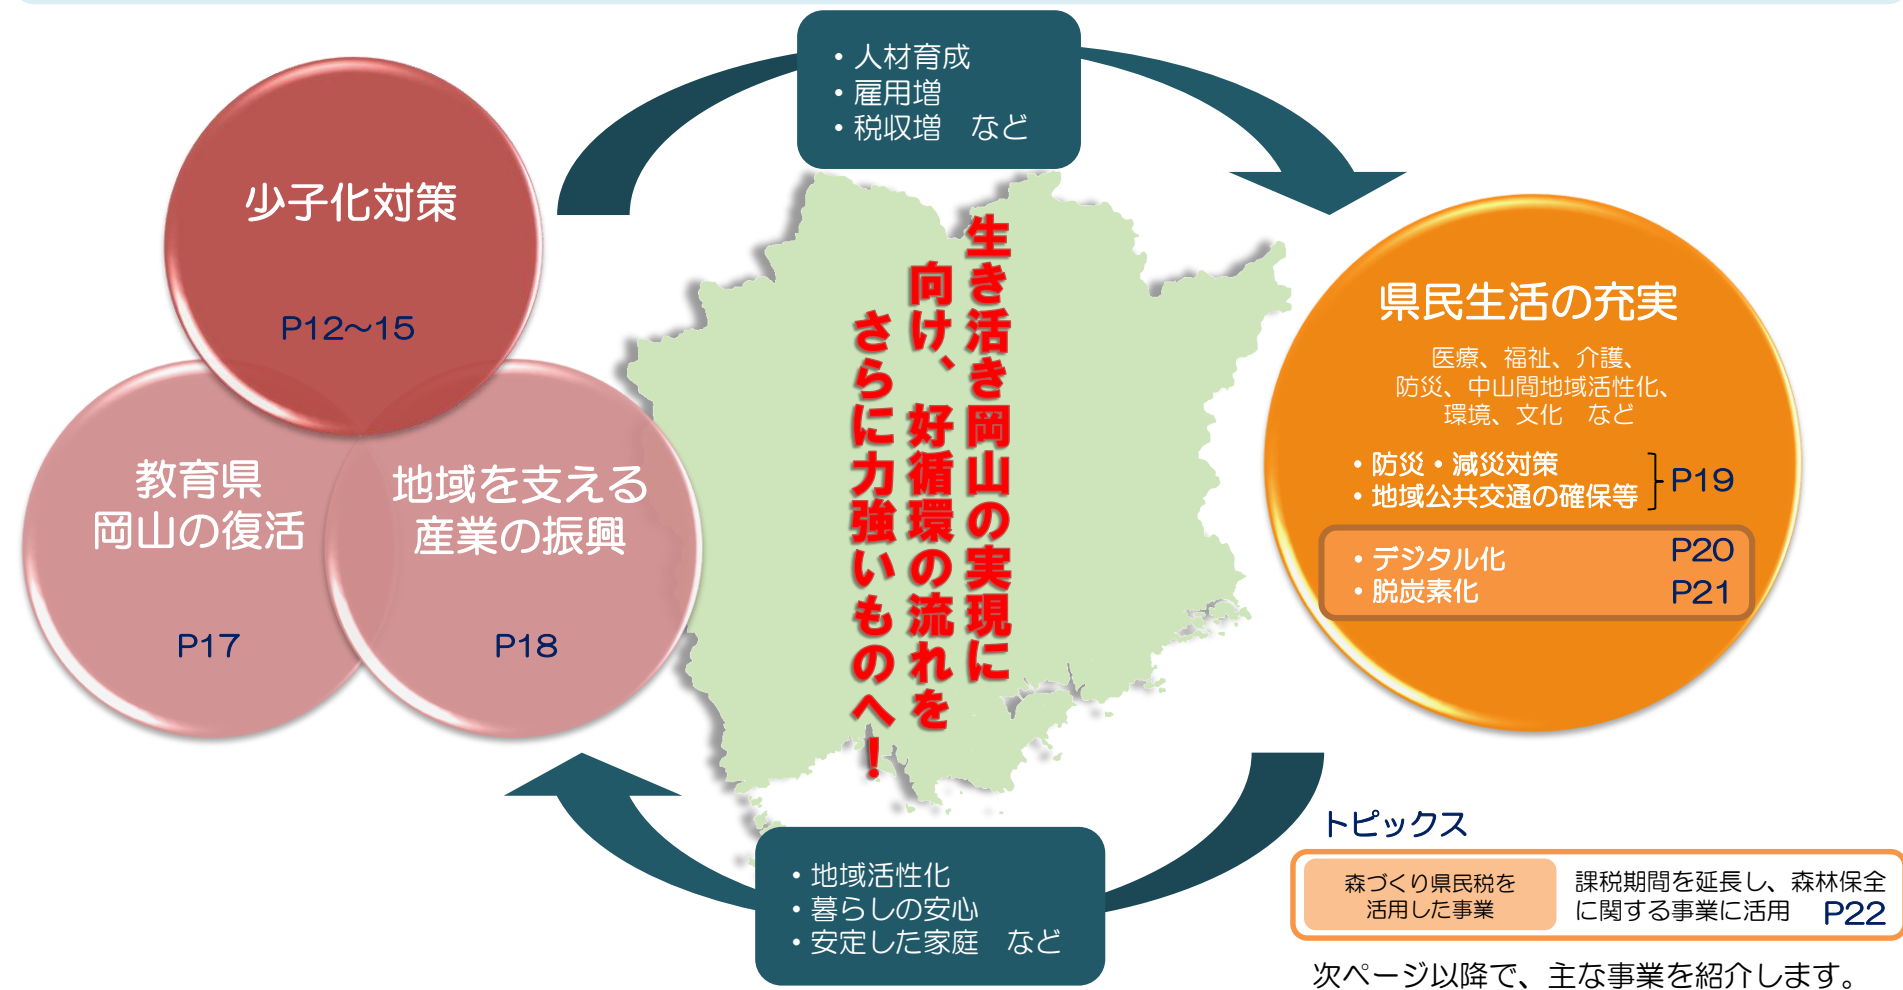 ・人材育成
・雇用増
・税収増　など
少子化対策
P12～15
教育県
岡山の復活
P17
地域を支える
産業の振興
P18
生き活き岡山の実現に
向け、好循環の流れを
さらに力強いものへ！
県民生活の充実
医療、福祉、介護、
防災、中山間地域活性化、
環境、文化　など
・防災・減災対策
・地域公共交通の確保等
P19
・デジタル化　P20
・脱炭素化　P21
・地域活性化
・暮らしの安心
・安定した家庭　など
トピックス
森づくり県民税を
活用した事業
課税期間を延長し、森林保全
に関する事業に活用　P22
次ページ以降で、主な事業を紹介します。